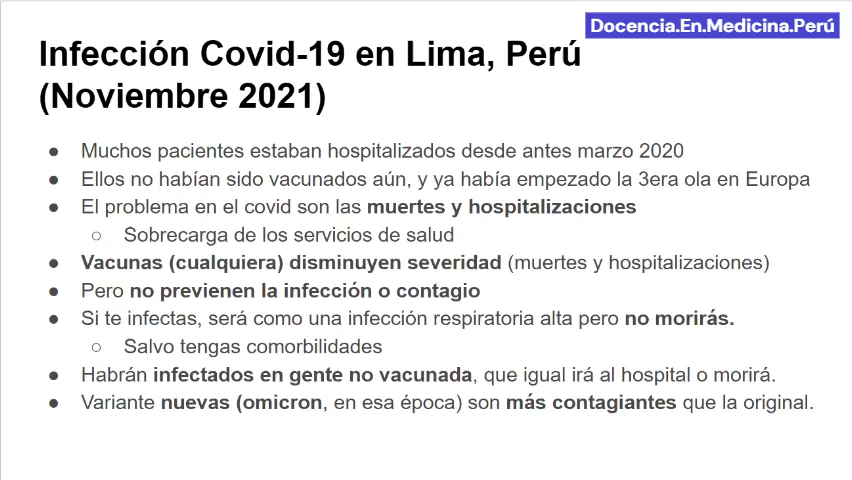 Docencia.En.Medicina.Perú
Infección Covid-19 en Lima, Perú
(Noviembre 2021)
● Muchos pacientes estaban hospitalizados desde antes marzo 2020
● Ellos no habían sido vacunados aún, y ya había empezado la 3era ola en Europa
● El problema en el covid son las muertes y hospitalizaciones
○ Sobrecarga de los servicios de salud
● Vacunas (cualquiera) disminuyen severidad (muertes y hospitalizaciones)
● Pero no previenen la infección o contagio
● Si te infectas, será como una infección respiratoria alta pero no morirás.
○ Salvo tengas comorbilidades
● Habrán infectados en gente no vacunada, que igual irá al hospital o morirá.
● Variante nuevas (omicron, en esa época) son más contagiantes que la original.